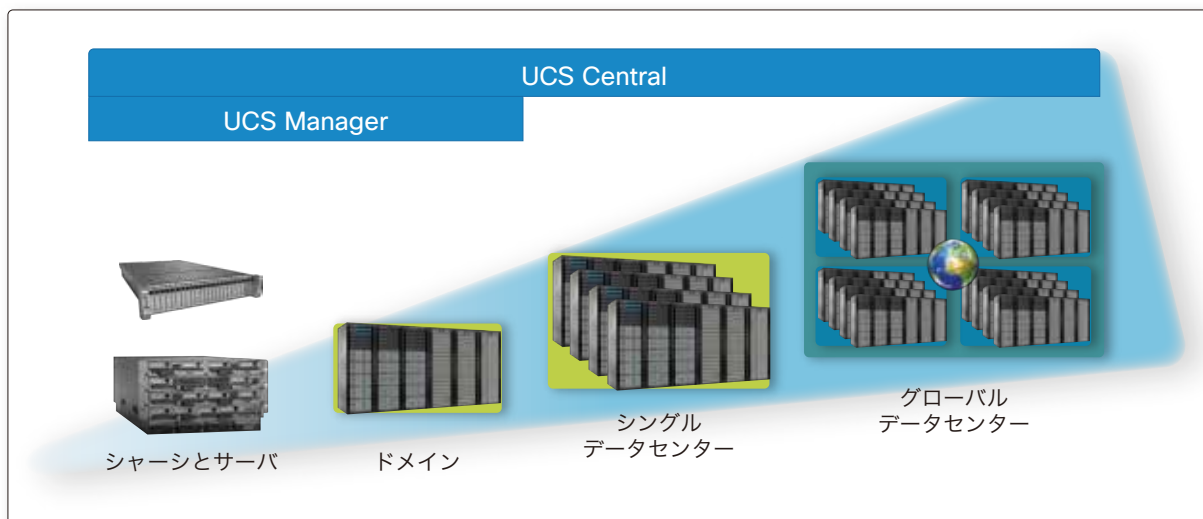 UCS Central
UCS Manager
シャーシとサーバ
ドメイン
シングル
データセンター
グローバル
データセンター